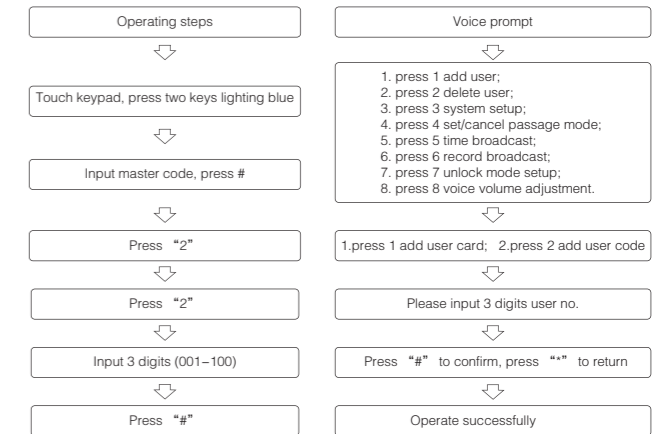 Operating steps
Touch keypad, press two keys lighting blue
Input master code, press #
Press “2”
Press “2”
Input 3 digits (001–100)
Press “#”
Voice prompt
1. press 1 add user;
2. press 2 delete user;
3. press 3 system setup;
4. press 4 set/cancel passage mode;
5. press 5 time broadcast;
6. press 6 record broadcast;
7. press 7 unlock mode setup;
8. press 8 voice volume adjustment.
1.press 1 add user card; 2.press 2 add user code
Please input 3 digits user no.
Press “#” to confirm, press “*” to return
Operate successfully